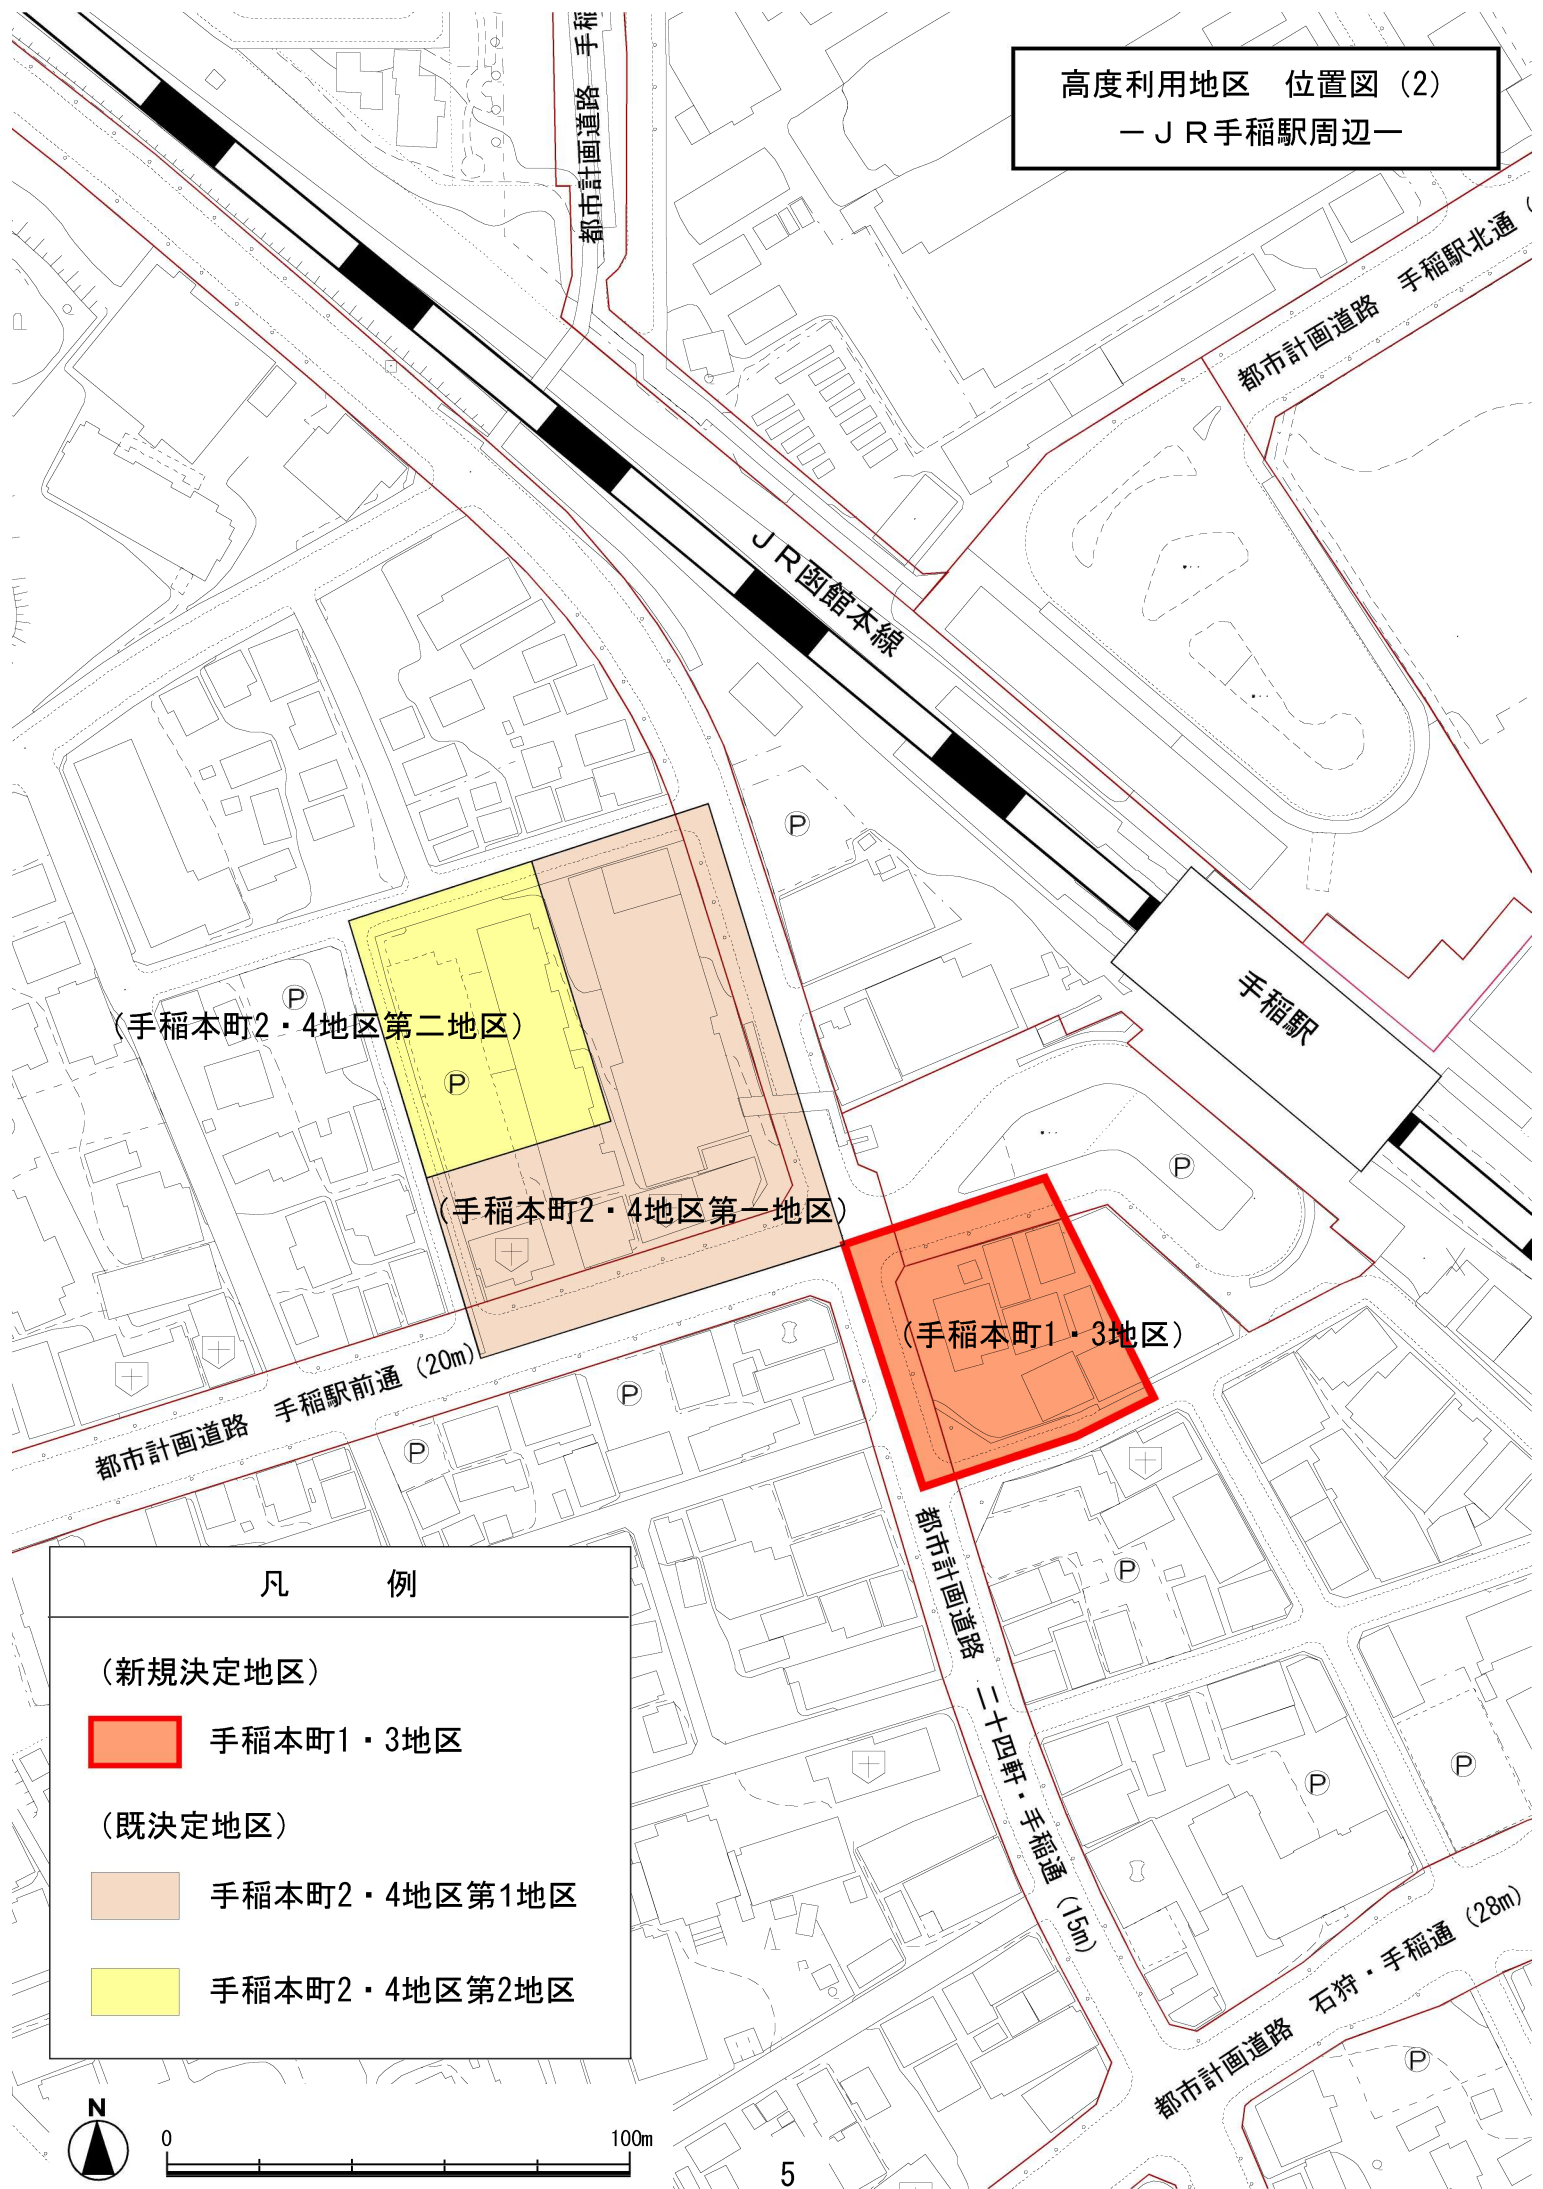 高度利用地区　位置図（2）
－ＪＲ手稲駅周辺－
都市計画道路　手稲
都市計画道路　手稲駅北通（
ＪＲ函館本線
手稲駅
P
P
（手稲本町2・4地区第二地区）
P
P
（手稲本町2・4地区第一地区）
（手稲本町1・3地区）
都市計画道路　手稲駅前通（20m）
P
P
都市計画道路　二十四軒・手稲通（15m）
P
P
P
都市計画道路　石狩・手稲通（28m）
P
凡　例
（新規決定地区）
手稲本町1・3地区
（既決定地区）
手稲本町2・4地区第1地区
手稲本町2・4地区第2地区
N
0
100m
5